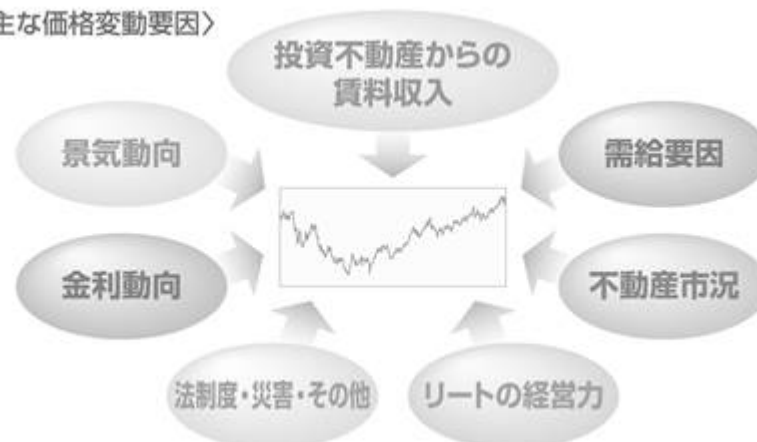 主な価格変動要因〉
投資不動産からの
賃料収入
景気動向
需給要因
金利動向
不動産市況
法制度・災害・その他
リートの経営力